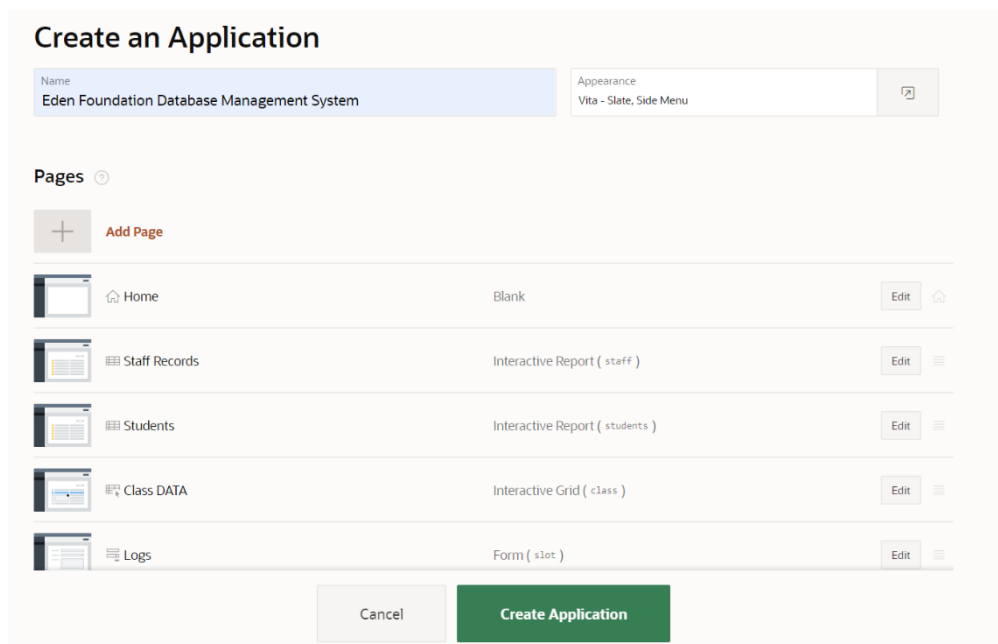 Create an Application
Name
Eden Foundation Database Management System
Appearance
Vita - Slate, Side Menu
Pages ?
Add Page
Home Blank Edit
Staff Records Interactive Report ( staff ) Edit
Students Interactive Report ( students ) Edit
Class DATA Interactive Grid ( class ) Edit
Logs Form ( slot ) Edit
Cancel Create Application